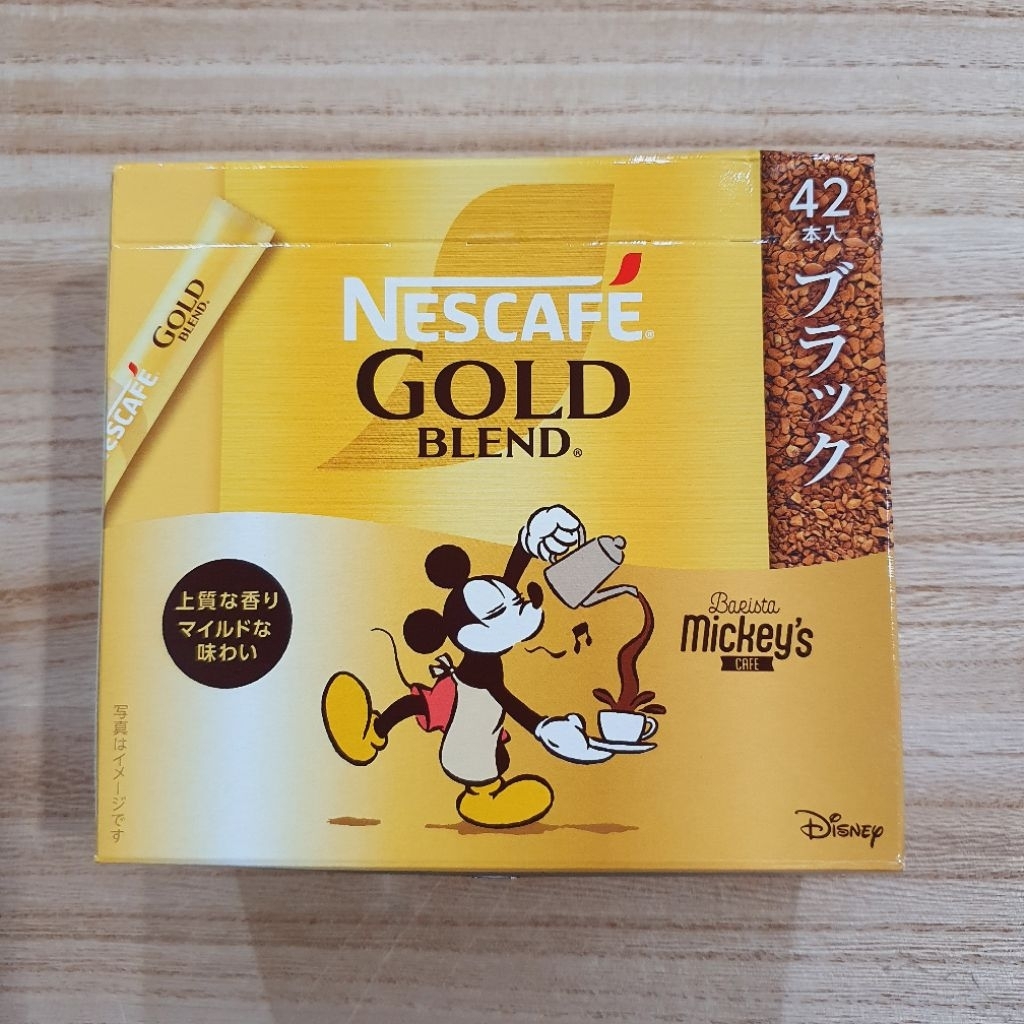 NESCAFÉ®
GOLD
BLEND®
42
本入
ブラック
ESCAFÉ
GOLD
BLEND®
上質な香り
マイルドな
味わい
Barista
Mickey's
CAFE
写真はイメージです
Disney